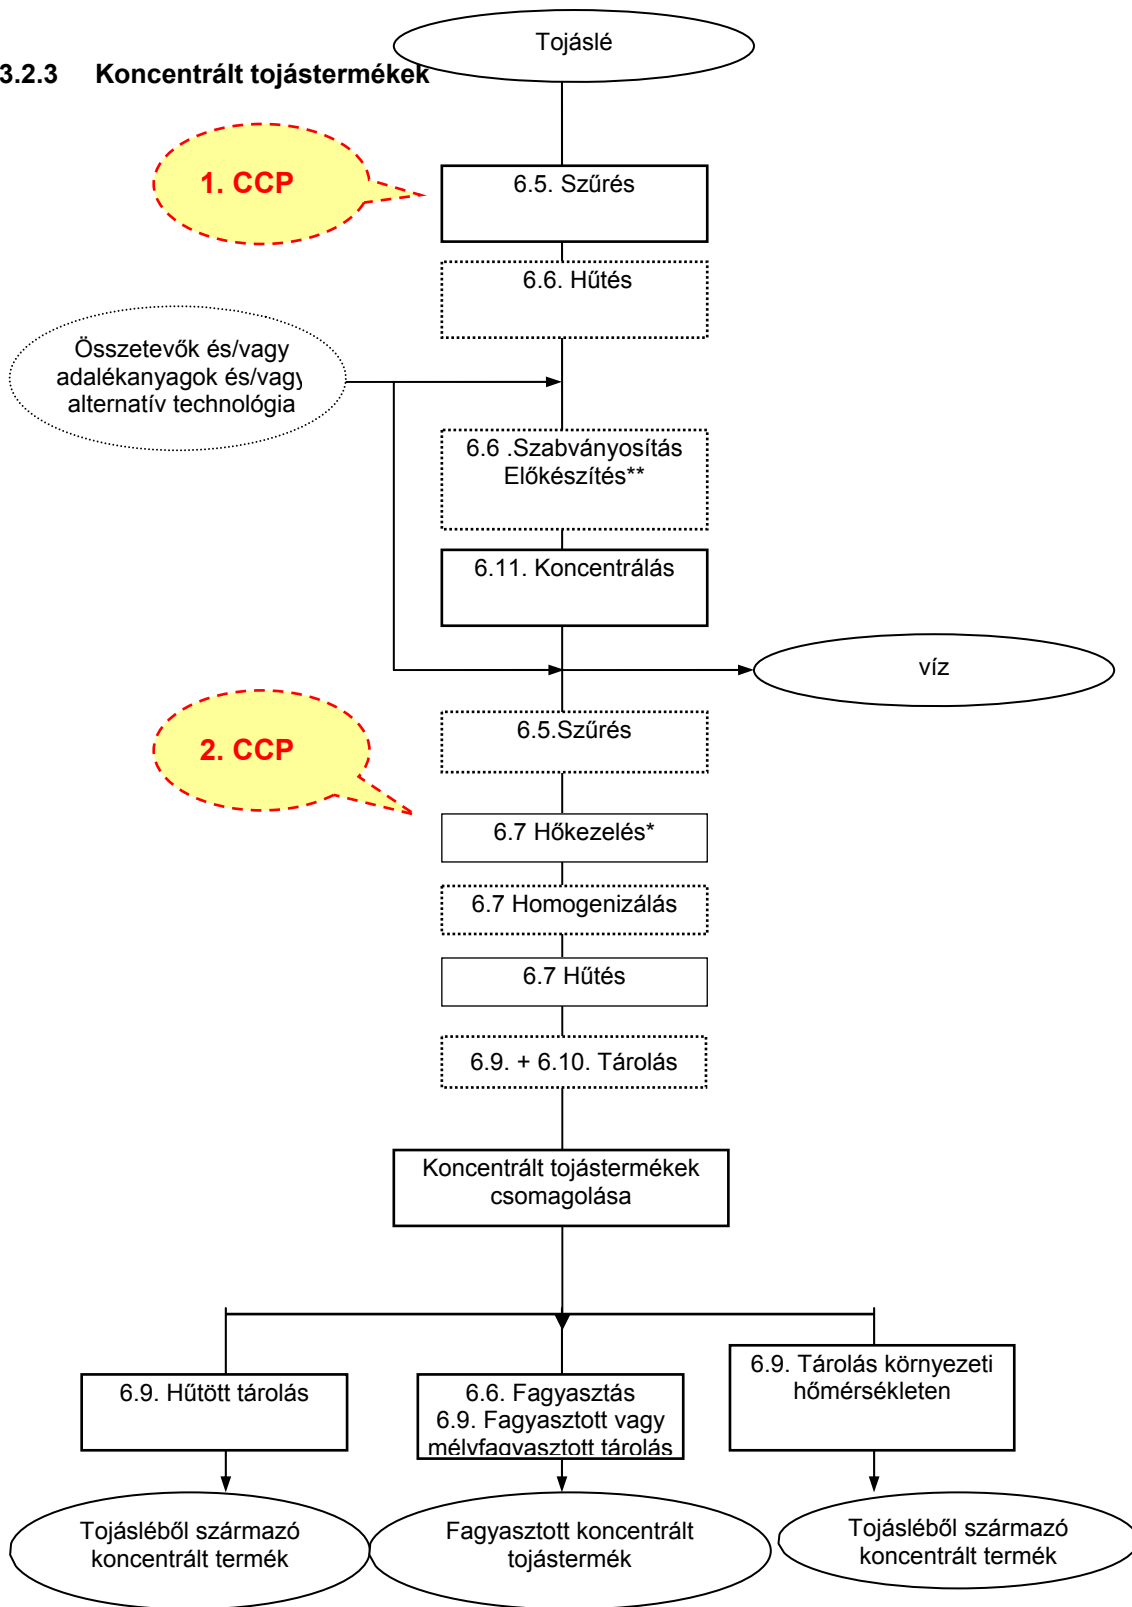 Tojáslé
3.2.3 Koncentrált tojástermékek
1. CCP
6.5. Szűrés
6.6. Hűtés
Összetevők és/vagy
adalékanyagok és/vagy
alternatív technológia
6.6 .Szabványosítás
Előkészítés**
6.11. Koncentrálás
víz
6.5.Szűrés
2. CCP
6.7 Hőkezelés*
6.7 Homogenizálás
6.7 Hűtés
6.9. + 6.10. Tárolás
Koncentrált tojástermékek
csomagolása
6.9. Hűtött tárolás
6.6. Fagyasztás
6.9. Fagyasztott vagy
mélyfagyasztott tárolás
6.9. Tárolás környezeti
hőmérsékleten
Tojásléből származó
koncentrált termék
Fagyasztott koncentrált
tojástermék
Tojásléből származó
koncentrált termék